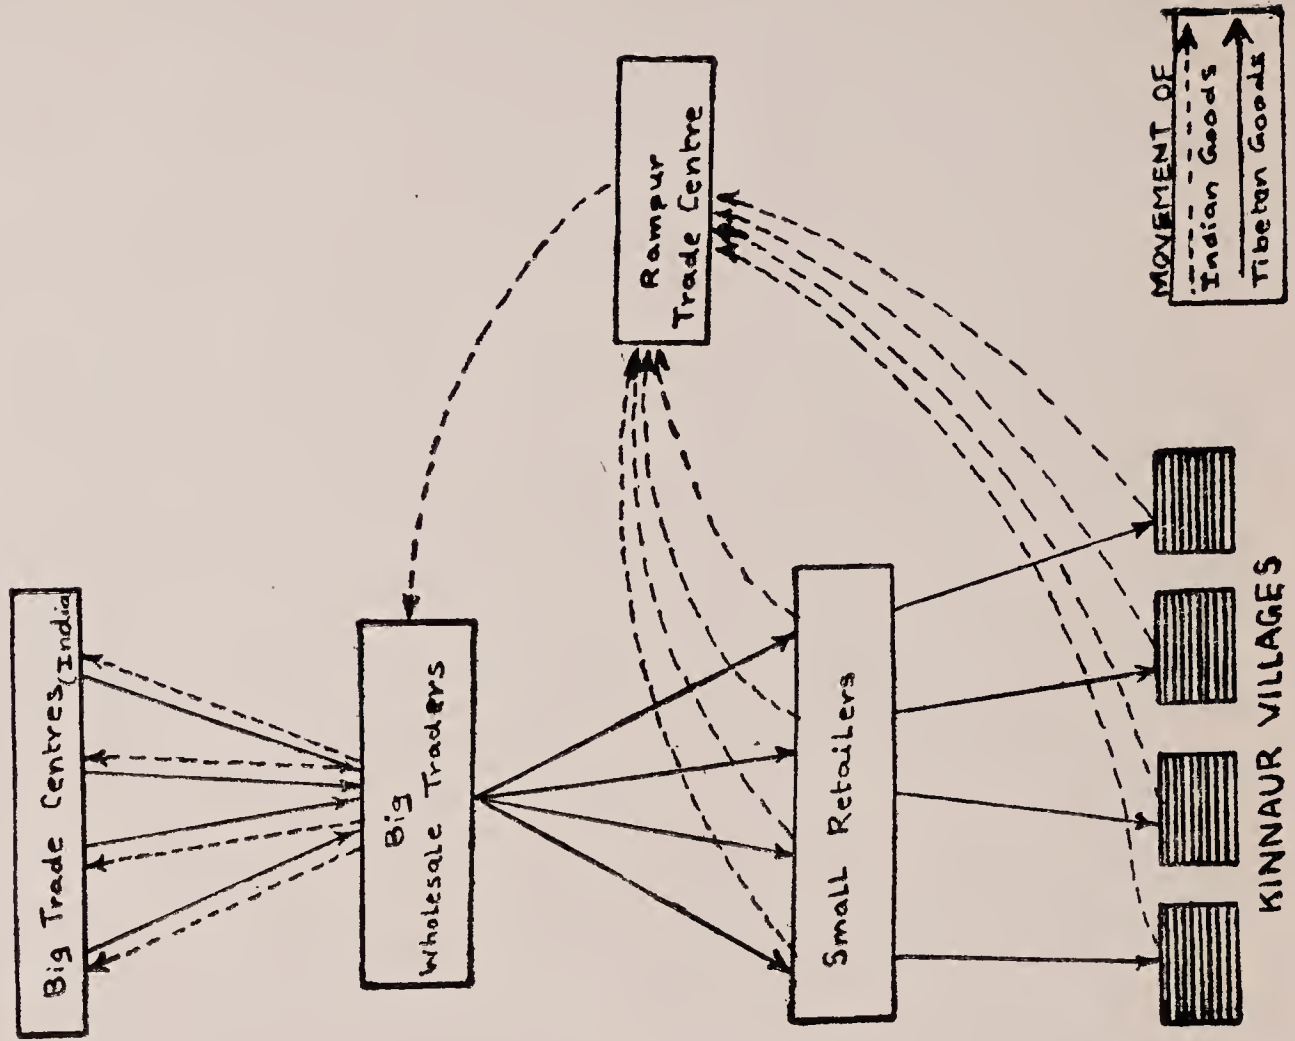 Big Trade Centres (India
Big
Wholesale Traders
Rampur
Trade Centre
Small Retailers
KINNAUR VILLAGES
MOVEMENT OF
Indian Goods
Tibetan Goods